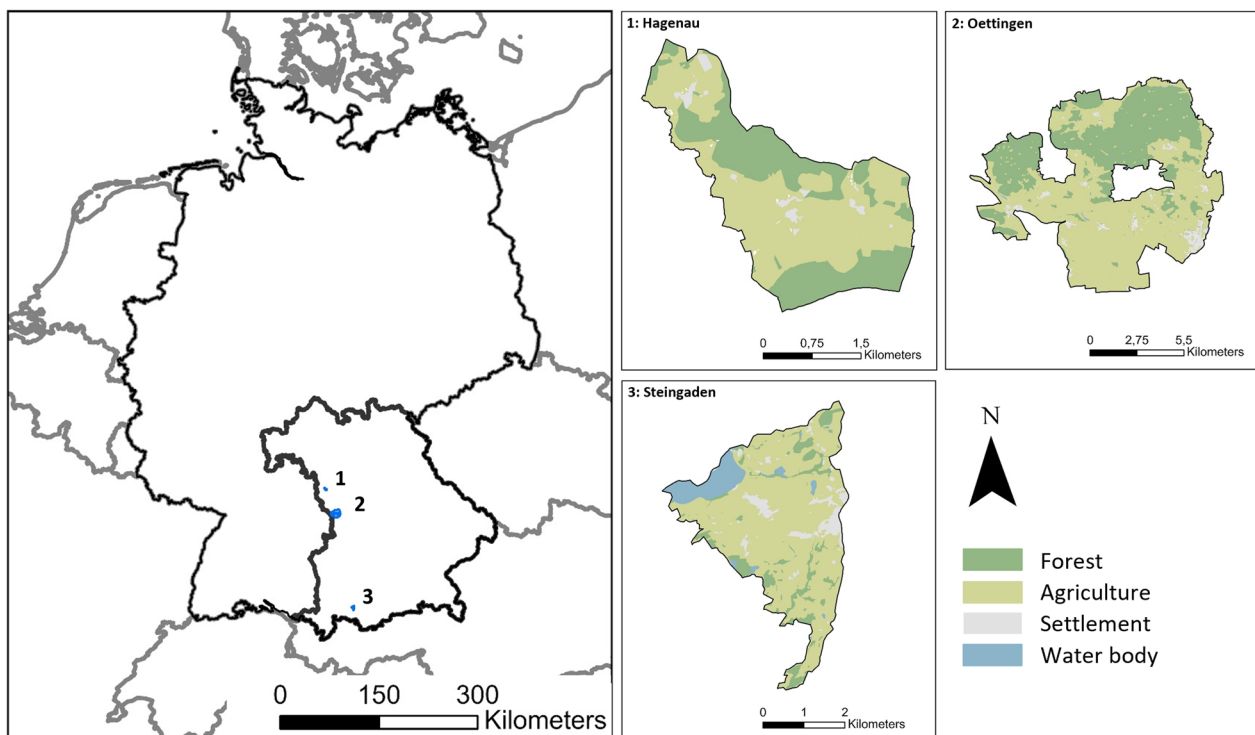 1
2
3
0 150 300
Kilometers
1: Hagenau
0 0,75 1,5
Kilometers
2: Oettingen
0 2,75 5,5
Kilometers
3: Steingaden
0 1 2
Kilometers
N
Forest
Agriculture
Settlement
Water body